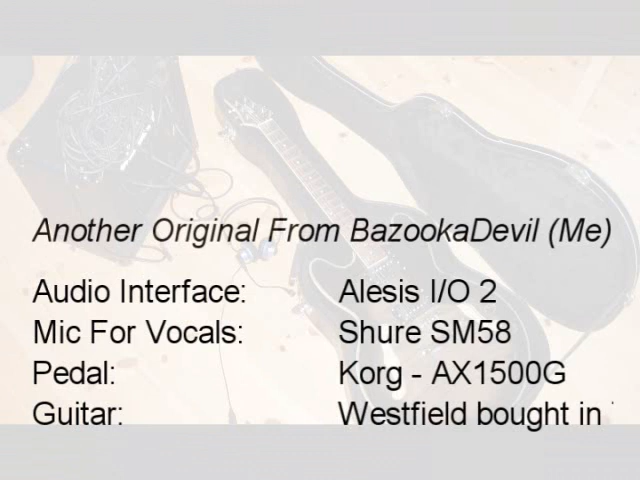 Another Original From BazookaDevil (Me)
Audio Interface: Alesis I/O 2
Mic For Vocals: Shure SM58
Pedal: Korg - AX1500G
Guitar: Westfield bought in